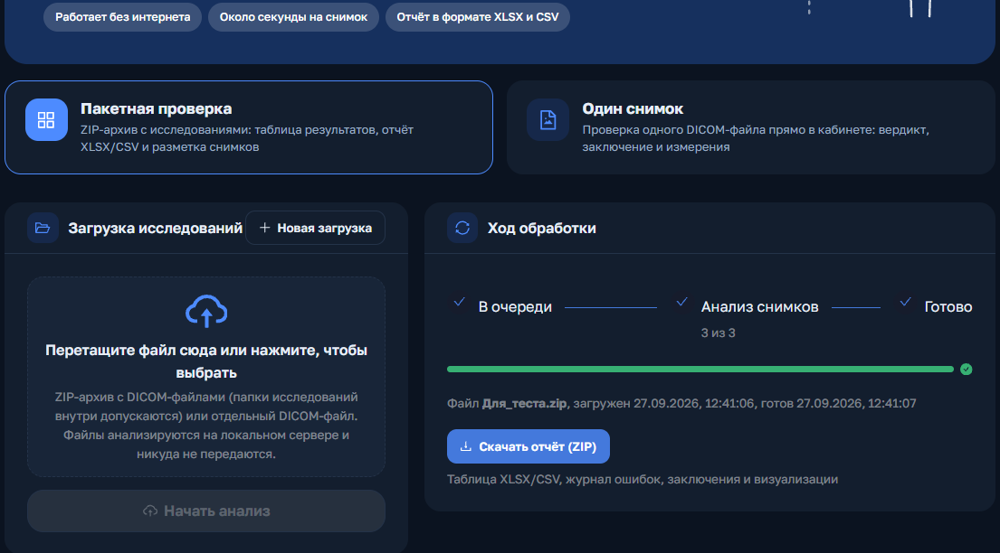 Работает без интернета
Около секунды на снимок
Отчёт в формате XLSX и CSV
Пакетная проверка
ZIP-архив с исследованиями: таблица результатов, отчёт
XLSX/CSV и разметка снимков
Один снимок
Проверка одного DICOM-файла прямо в кабинете: вердикт,
заключение и измерения
Загрузка исследований
Новая загрузка
Перетащите файл сюда или нажмите, чтобы
выбрать
ZIP-архив с DICOM-файлами (папки исследований
внутри допускаются) или отдельный DICOM-файл.
Файлы анализируются на локальном сервере и
никуда не передаются.
Начать анализ
Ход обработки
В очереди
Анализ снимков
3 из 3
Готово
Файл Для_теста.zip, загружен 27.09.2026, 12:41:06, готов 27.09.2026, 12:41:07
Скачать отчёт (ZIP)
Таблица XLSX/CSV, журнал ошибок, заключения и визуализации